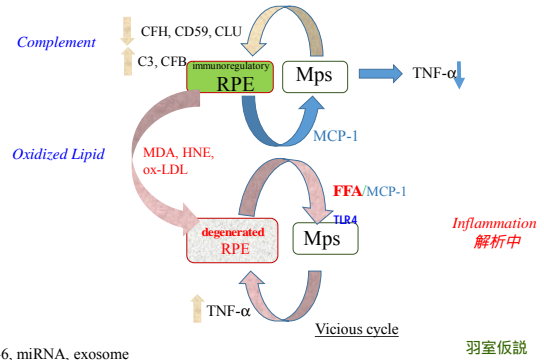 CFH, CD59, CLU
Complement
C3, CFB
immunoregulatory
RPE
Mps
TNF-α
MCP-1
Oxidized Lipid
MDA, HNE,
ox-LDL
FFA/MCP-1
TLR4
degenerated
RPE
Mps
Inflammation
解析中
TNF-α
Vicious cycle
-6, miRNA, exosome
羽室仮説